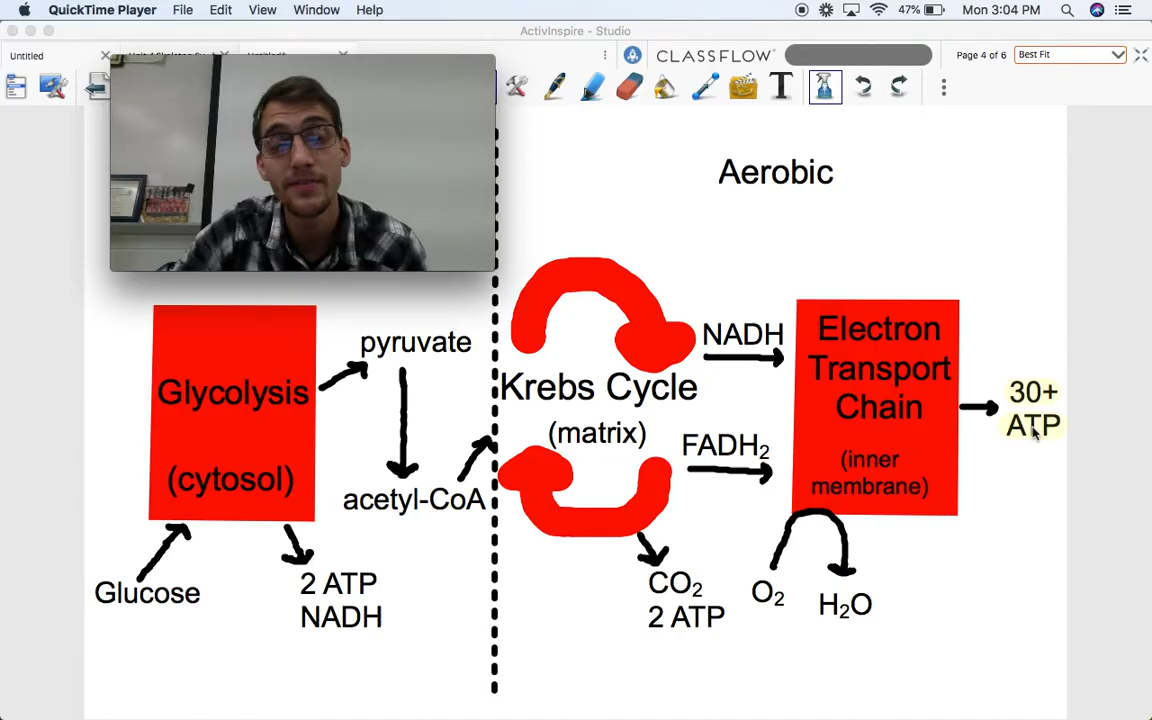 QuickTime Player File Edit View Window Help 47% Mon 3:04 PM
ActivInspire - Studio
Untitled
CLASSFLOW Page 4 of 6 Best Fit
T
Aerobic
Glycolysis
(cytosol)
pyruvate
acetyl-CoA
Glucose
2 ATP
NADH
Krebs Cycle
(matrix)
NADH
FADH₂
CO₂
2 ATP
Electron
Transport
Chain
(inner
membrane)
O₂
H₂O
30+
ATP